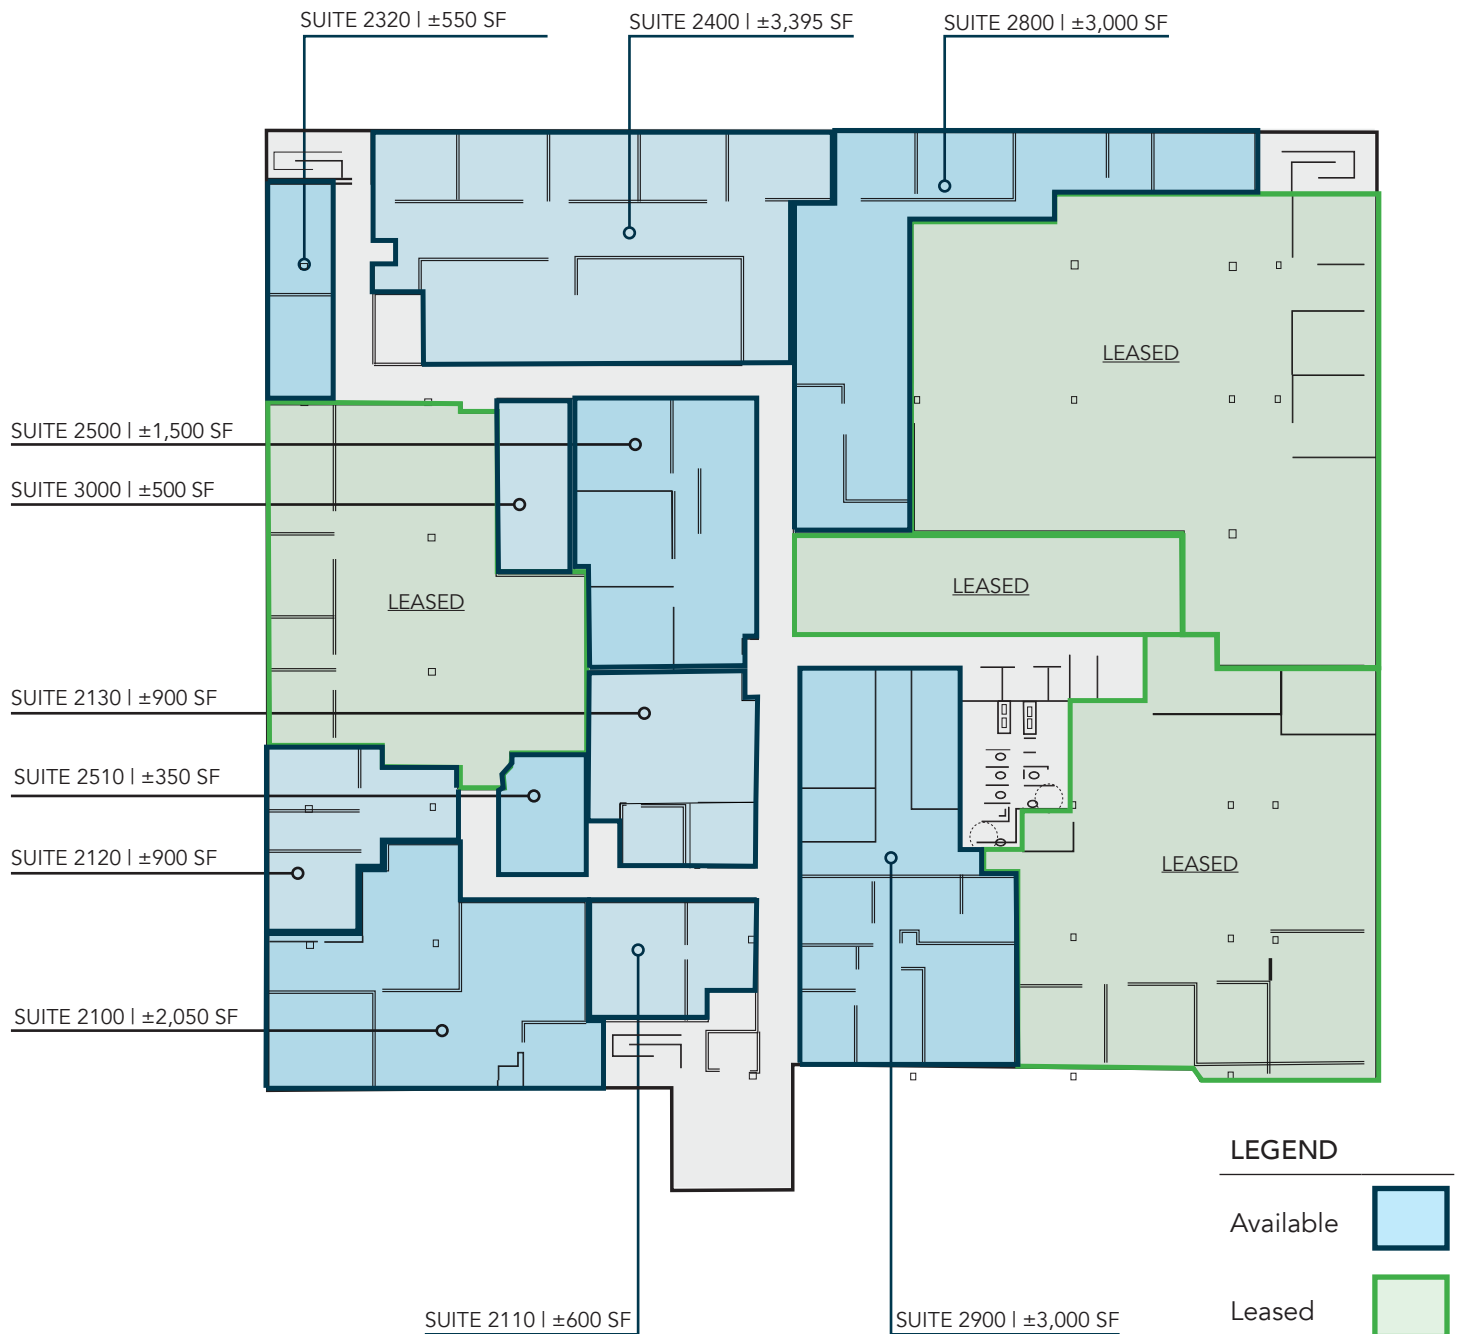 SUITE 2320 | ±550 SF
SUITE 2400 | ±3,395 SF
SUITE 2800 | ±3,000 SF
LEASED
SUITE 2500 | ±1,500 SF
SUITE 3000 | ±500 SF
LEASED
LEASED
SUITE 2130 | ±900 SF
SUITE 2510 | ±350 SF
SUITE 2120 | ±900 SF
LEASED
SUITE 2100 | ±2,050 SF
LEGEND
Available
Leased
SUITE 2110 | ±600 SF
SUITE 2900 | ±3,000 SF